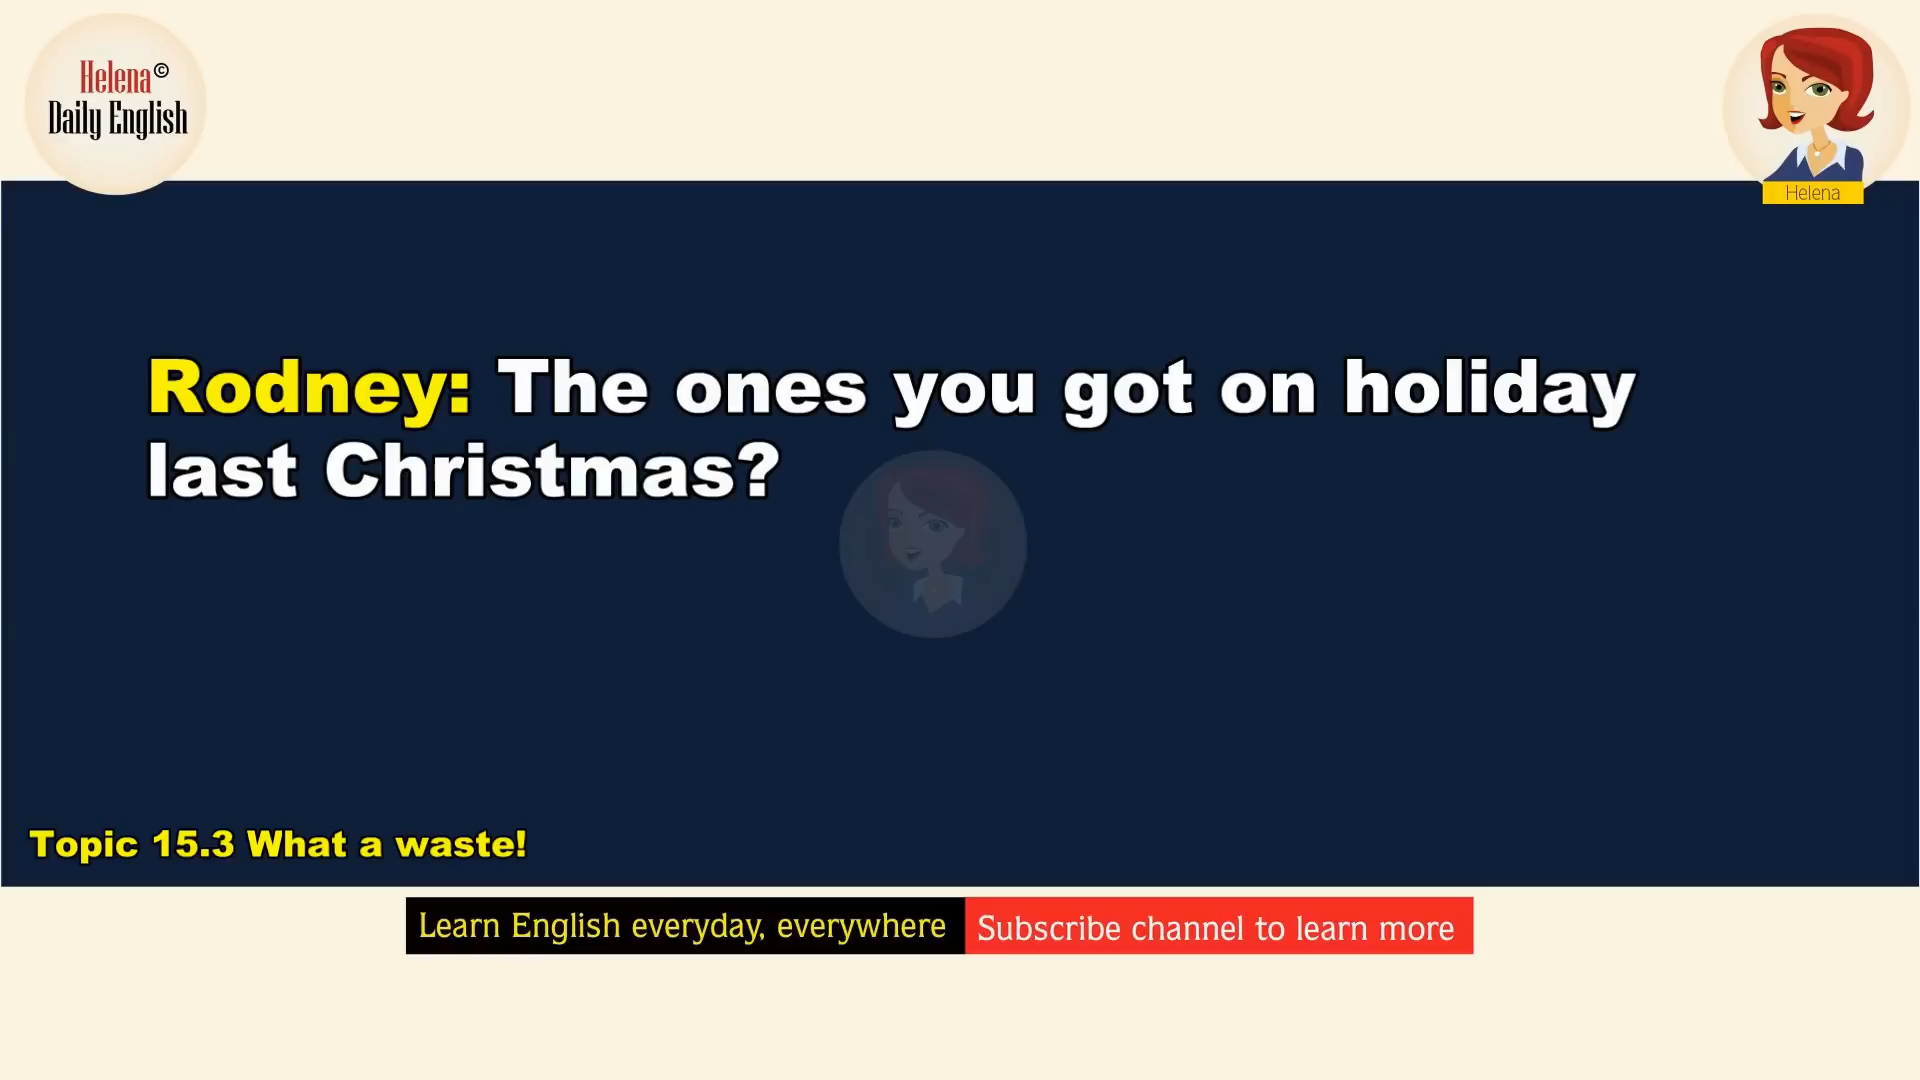 Helena©
Daily English
Helena
Rodney: The ones you got on holiday
last Christmas?
Topic 15.3 What a waste!
Learn English everyday, everywhere
Subscribe channel to learn more